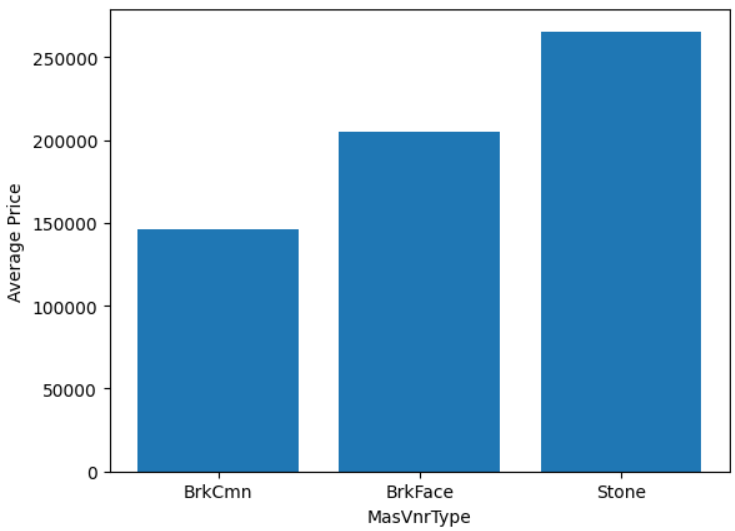 250000
200000
150000
100000
50000
0
Average Price
BrkCmn
BrkFace
Stone
MasVnrType